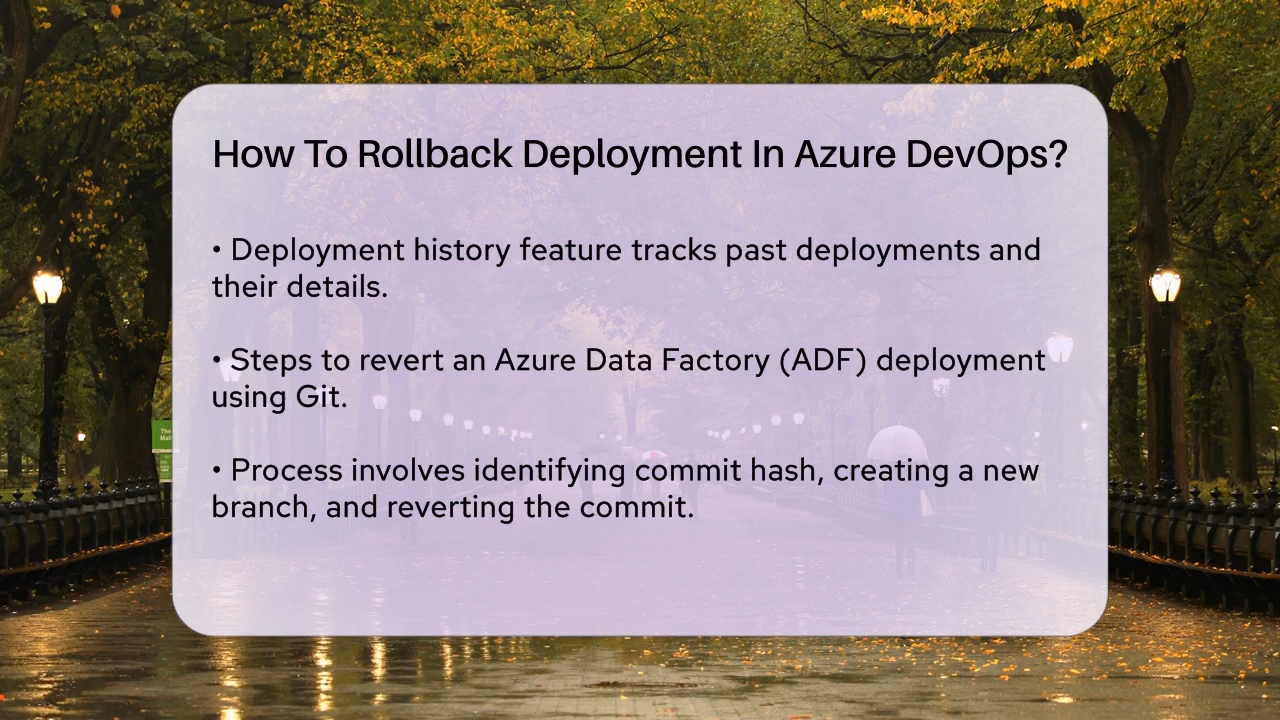 How To Rollback Deployment In Azure DevOps?
• Deployment history feature tracks past deployments and
their details.
• Steps to revert an Azure Data Factory (ADF) deployment
using Git.
• Process involves identifying commit hash, creating a new
branch, and reverting the commit.
The
Mall